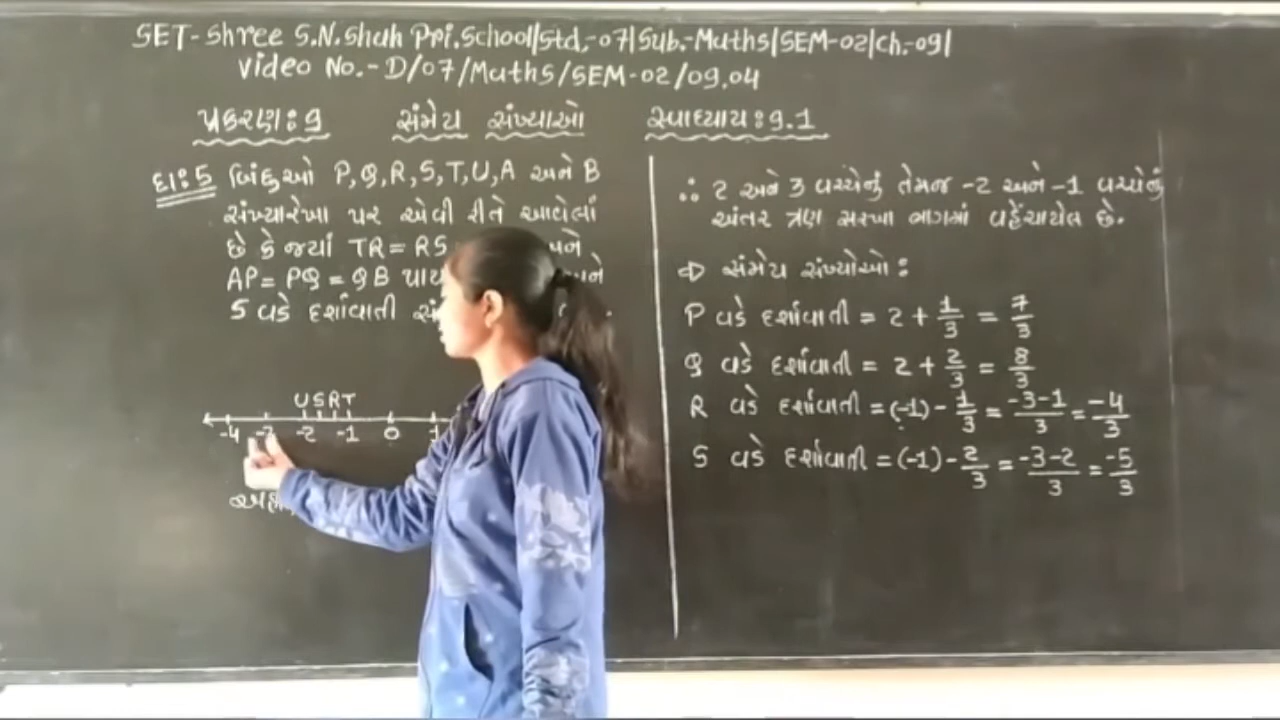 SET-Shree S.N.Shah Pri.School/Std.-07/Sub.-Maths/SEM-02/Ch.-09/
Video No.-D/07/Maths/SEM-02/09.04
પ્રકરણ:9 સંમેય સંખ્યાઓ સ્વાધ્યાય:9.1
દા:5 બિંદુઓ P,Q,R,S,T,U,A અને B
સંખ્યારેખા પર એવી રીતે આવેલાં
છે કે જ્યાં TR = RS
AP = PQ = QB
S વડે દર્શાવતી
U S R T
-4 -3 -2 -1 0 1
∴ 2 અને 3 વચ્ચેનું તેમજ -2 અને -1 વચ્ચેનું
અંતર ત્રણ સરખા ભાગમાં વહેંચાયેલ છે.
⇒ સંમેય સંખ્યોઓ:
P વડે દર્શાવાતી = 2 + 1/3 = 7/3
Q વડે દર્શાવાતી = 2 + 2/3 = 8/3
R વડે દર્શાવાતી = (-1) - 1/3 = -3-1/3 = -4/3
S વડે દર્શાવાતી = (-1) - 2/3 = -3-2/3 = -5/3